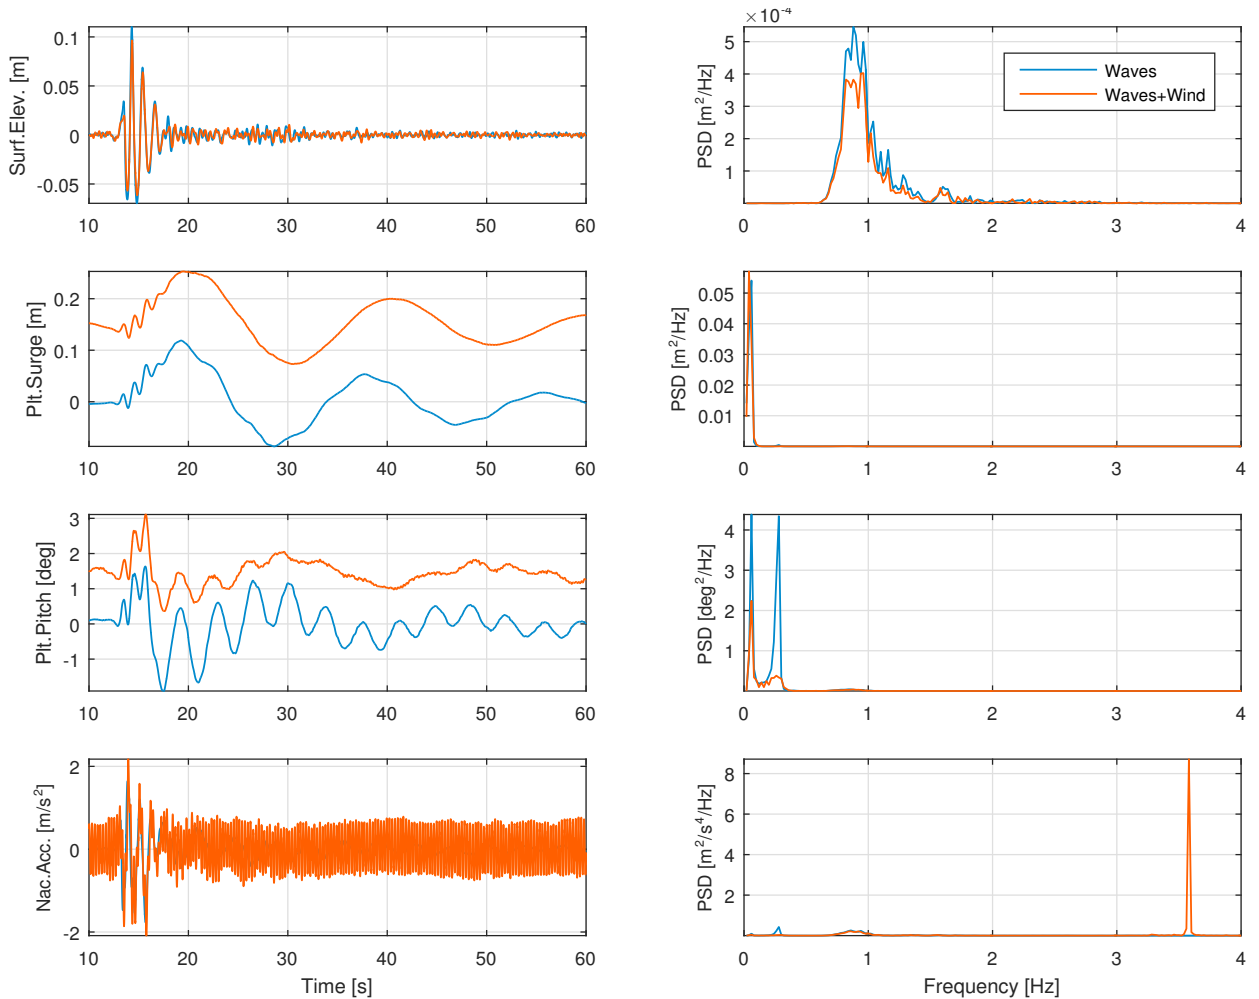 Surf.Elev. [m]
0.1
0.05
0
-0.05
10 20 30 40 50 60
×10⁻⁴
PSD [m²/Hz]
5
4
3
2
1
0 1 2 3 4
Waves
Waves+Wind
Plt.Surge [m]
0.2
0.1
0
10 20 30 40 50 60
PSD [m²/Hz]
0.05
0.04
0.03
0.02
0.01
0 1 2 3 4
Plt.Pitch [deg]
3
2
1
0
-1
10 20 30 40 50 60
PSD [deg²/Hz]
4
3
2
1
0 1 2 3 4
Nac.Acc. [m/s²]
2
0
-2
10 20 30 40 50 60
Time [s]
PSD [m²/s⁴/Hz]
8
6
4
2
0 1 2 3 4
Frequency [Hz]